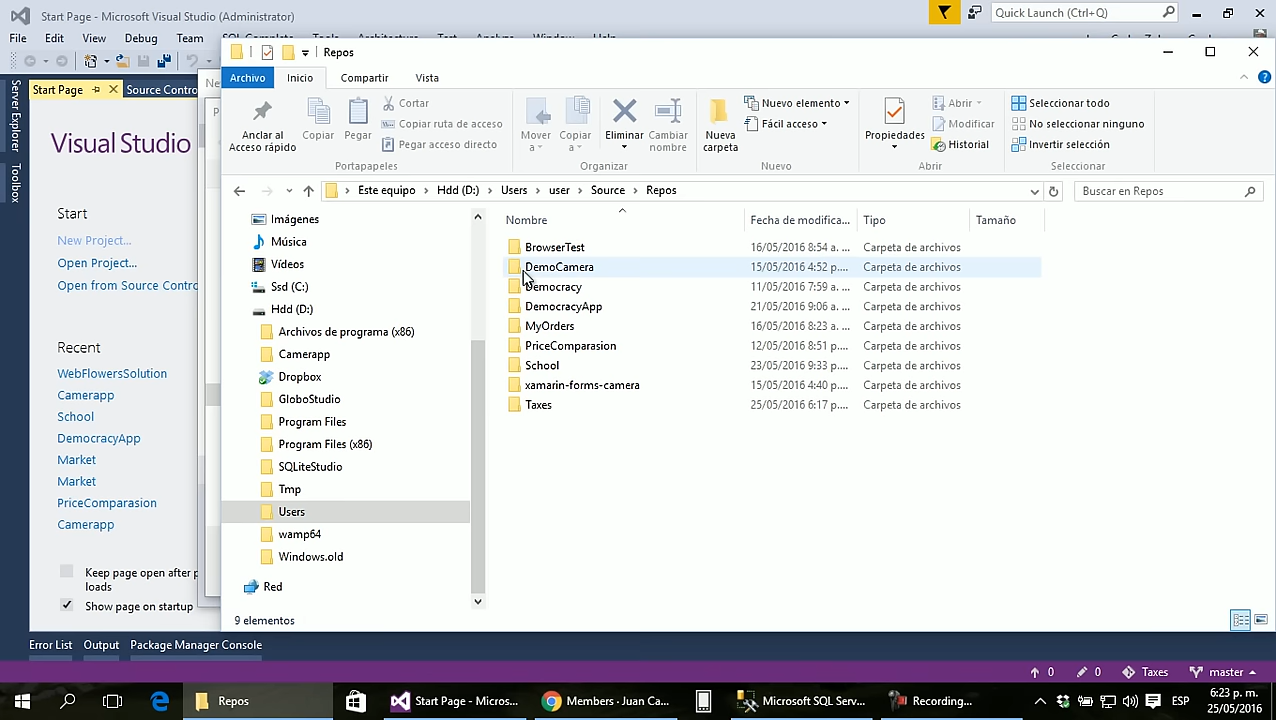 Start Page - Microsoft Visual Studio (Administrator)
Quick Launch (Ctrl+Q)
File Edit View Debug Team
Start Page
Source Contro
Server Explorer
Toolbox
Visual Studio
Start
New Project...
Open Project...
Open from Source Contro
Recent
WebFlowersSolution
Camerapp
School
DemocracyApp
Market
Market
PriceComparasion
Camerapp
Keep page open after p
loads
Show page on startup
Ne
P
Repos
Archivo Inicio Compartir Vista
Anclar al
Acceso rápido
Copiar
Pegar
Cortar
Copiar ruta de acceso
Pegar acceso directo
Portapapeles
Mover
a
Copiar
a
Eliminar
Cambiar
nombre
Organizar
Nueva
carpeta
Nuevo elemento
Fácil acceso
Nuevo
Propiedades
Abrir
Modificar
Historial
Abrir
Seleccionar todo
No seleccionar ninguno
Invertir selección
Seleccionar
Este equipo Hdd (D:) Users user Source Repos
Buscar en Repos
Imágenes
Música
Vídeos
Ssd (C:)
Hdd (D:)
Archivos de programa (x86)
Camerapp
Dropbox
GloboStudio
Program Files
Program Files (x86)
SQLiteStudio
Tmp
Users
wamp64
Windows.old
Red
Nombre Fecha de modifica... Tipo Tamaño
BrowserTest 16/05/2016 8:54 a. ... Carpeta de archivos
DemoCamera 15/05/2016 4:52 p.... Carpeta de archivos
Democracy 11/05/2016 7:59 a. ... Carpeta de archivos
DemocracyApp 21/05/2016 9:06 a. ... Carpeta de archivos
MyOrders 16/05/2016 8:23 a. ... Carpeta de archivos
PriceComparasion 12/05/2016 8:51 p.... Carpeta de archivos
School 23/05/2016 9:33 p.... Carpeta de archivos
xamarin-forms-camera 15/05/2016 4:40 p.... Carpeta de archivos
Taxes 25/05/2016 6:17 p.... Carpeta de archivos
9 elementos
Error List Output Package Manager Console
0 0 Taxes master
Repos
Start Page - Micros...
Members - Juan Ca...
Microsoft SQL Serv...
Recording...
ESP
6:23 p. m.
25/05/2016